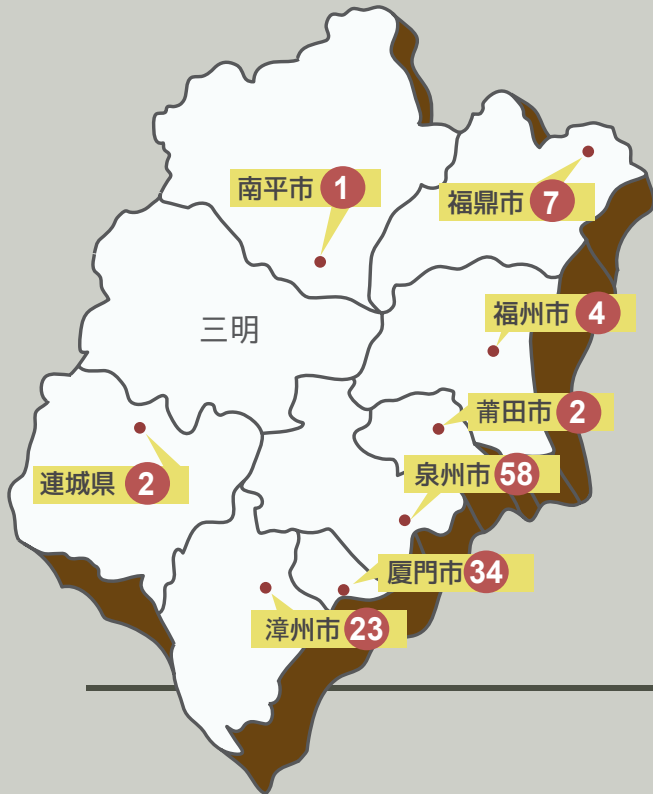 南平市 1
福鼎市 7
福州市 4
三明
莆田市 2
連城県 2
泉州市 58
厦門市 34
漳州市 23